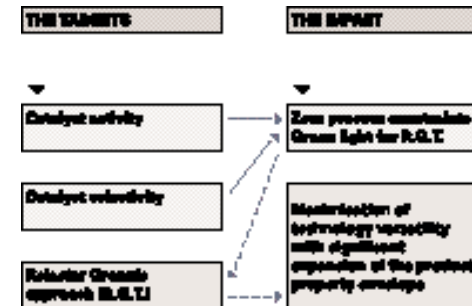 THE TARGETS
THE IMPACT
Catalyst activity
Zero process constraints
Green light for R.G.T.
Catalyst selectivity
Maximisation of
technology versatility
with significant
expansion of the product
property envelope
Reactor Granule
approach (R.G.T.)